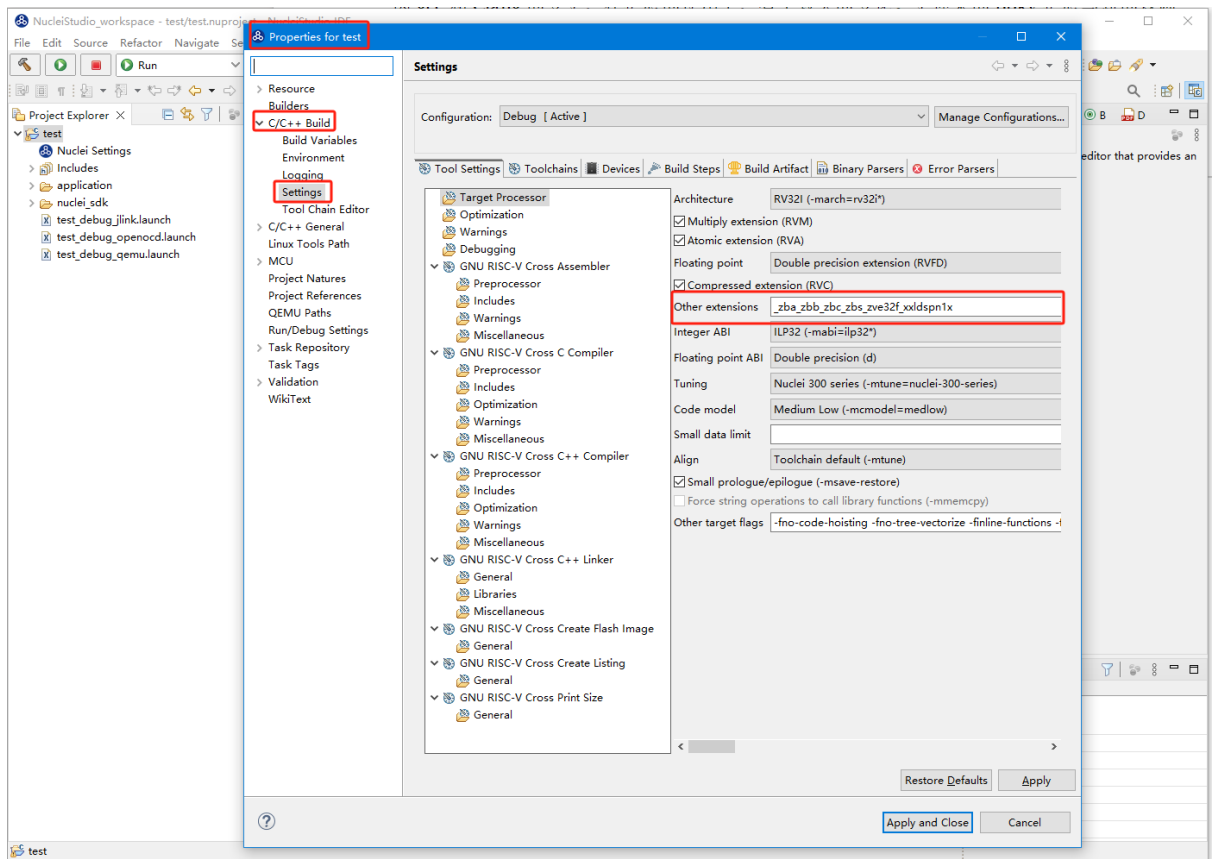 NucleiStudio_workspace - test/test.nuproje
File Edit Source Refactor Navigate Se
Run
Project Explorer
test
Nuclei Settings
Includes
application
nuclei_sdk
test_debug_jlink.launch
test_debug_openocd.launch
test_debug_qemu.launch
Properties for test
Resource
Builders
C/C++ Build
Build Variables
Environment
Logging
Settings
Tool Chain Editor
C/C++ General
Linux Tools Path
MCU
Project Natures
Project References
QEMU Paths
Run/Debug Settings
Task Repository
Task Tags
Validation
WikiText
Settings
Configuration: Debug [ Active ] Manage Configurations...
Tool Settings Toolchains Devices Build Steps Build Artifact Binary Parsers Error Parsers
Target Processor
Optimization
Warnings
Debugging
GNU RISC-V Cross Assembler
Preprocessor
Includes
Warnings
Miscellaneous
GNU RISC-V Cross C Compiler
Preprocessor
Includes
Optimization
Warnings
Miscellaneous
GNU RISC-V Cross C++ Compiler
Preprocessor
Includes
Optimization
Warnings
Miscellaneous
GNU RISC-V Cross C++ Linker
General
Libraries
Miscellaneous
GNU RISC-V Cross Create Flash Image
General
GNU RISC-V Cross Create Listing
General
GNU RISC-V Cross Print Size
General
Architecture RV32I (-march=rv32i*)
Multiply extension (RVM)
Atomic extension (RVA)
Floating point Double precision extension (RVFD)
Compressed extension (RVC)
Other extensions _zba_zbb_zbc_zbs_zve32f_xxldspn1x
Integer ABI ILP32 (-mabi=ilp32*)
Floating point ABI Double precision (d)
Tuning Nuclei 300 series (-mtune=nuclei-300-series)
Code model Medium Low (-mcmodel=medlow)
Small data limit
Align Toolchain default (-mtune)
Small prologue/epilogue (-msave-restore)
Force string operations to call library functions (-mmemcpy)
Other target flags -fno-code-hoisting -fno-tree-vectorize -finline-functions -f
Restore Defaults Apply
Apply and Close Cancel
B D
editor that provides an
test